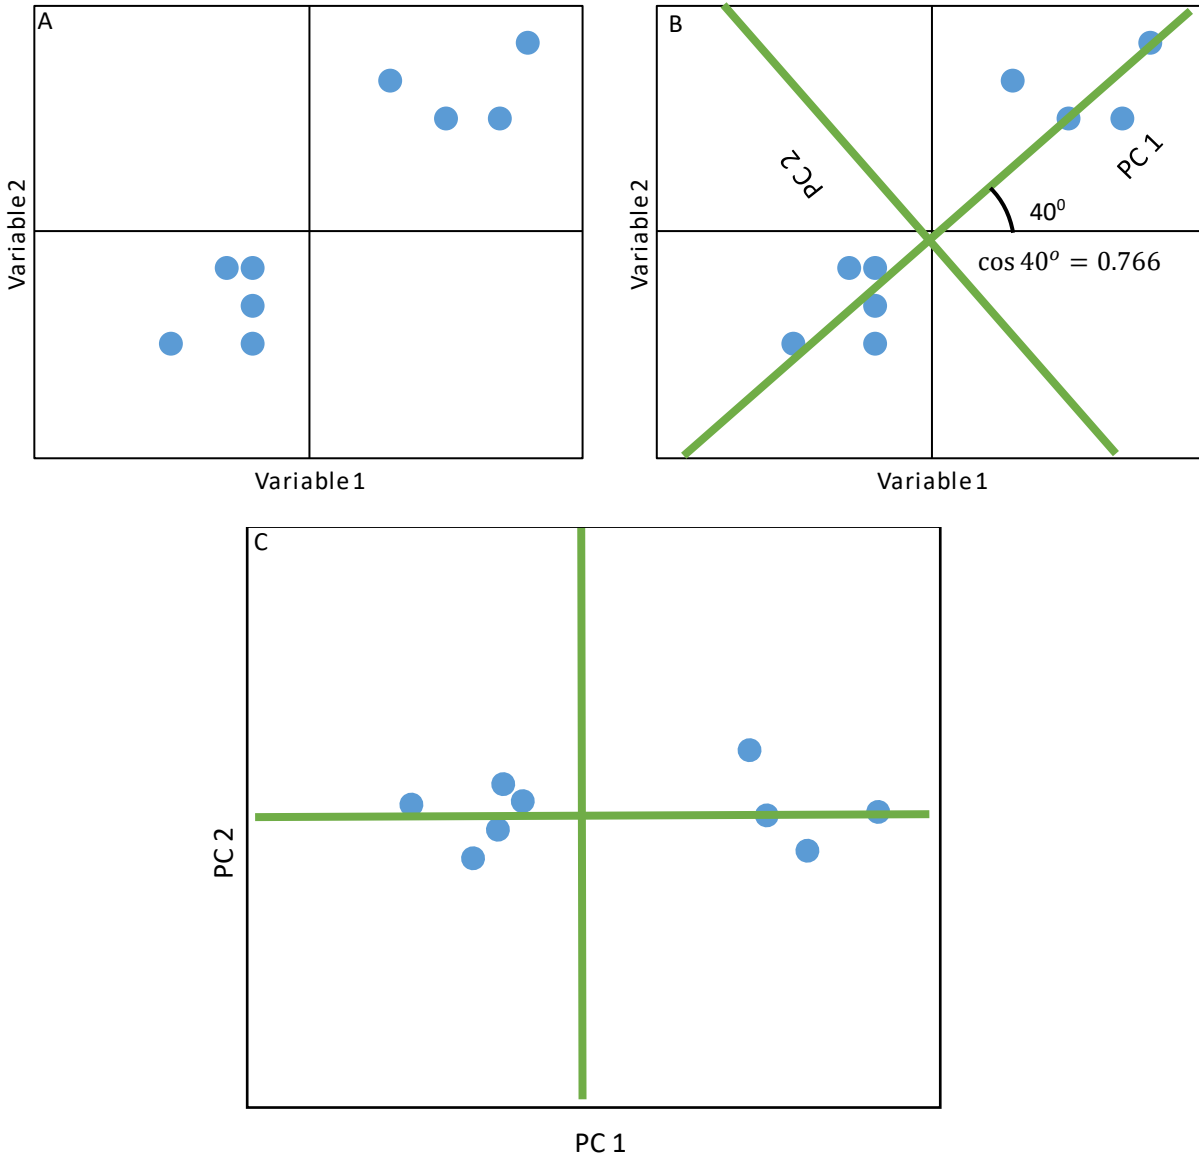 A
Variable 2
Variable 1
B
Variable 2
PC 2
PC 1
40⁰
cos 40ᵒ = 0.766
Variable 1
C
PC 2
PC 1